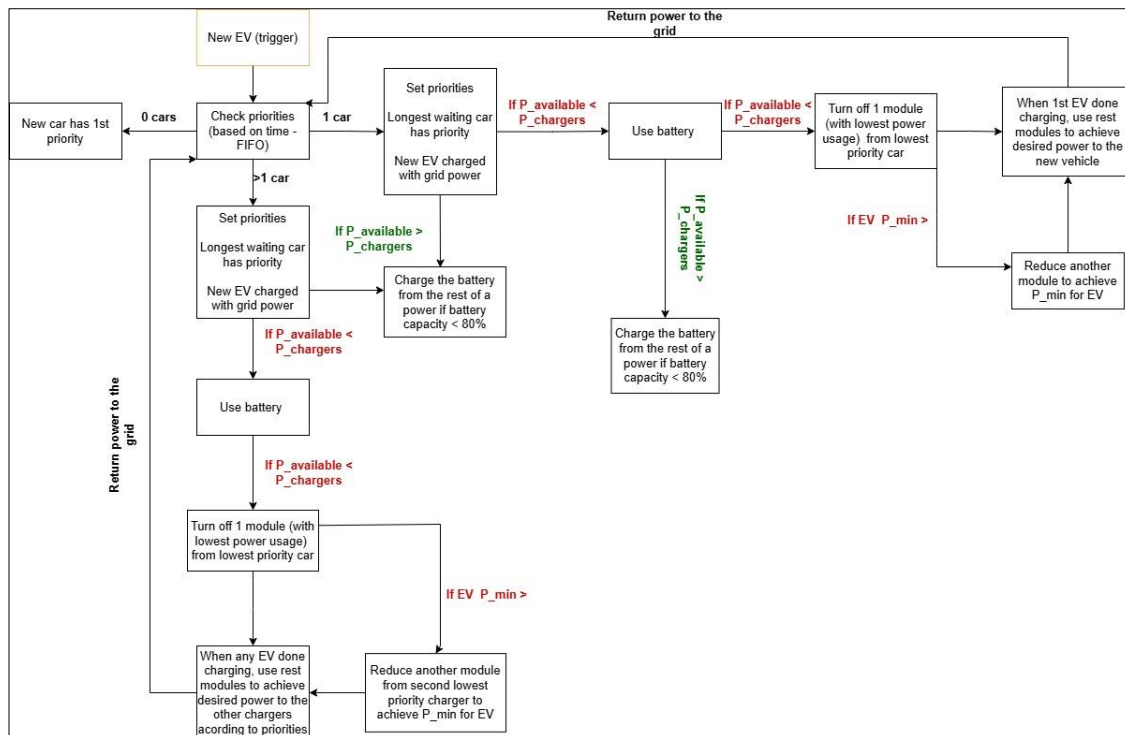 Return power to the
grid
New EV (trigger)
New car has 1st
priority
0 cars
Check priorities
(based on time -
FIFO)
1 car
Set priorities
Longest waiting car
has priority
New EV charged
with grid power
If P_available <
P_chargers
Use battery
If P_available <
P_chargers
Turn off 1 module
(with lowest power
usage) from lowest
priority car
When 1st EV done
charging, use rest
modules to achieve
desired power to the
new vehicle
>1 car
Set priorities
Longest waiting car
has priority
New EV charged
with grid power
If P_available >
P_chargers
Charge the battery
from the rest of a
power if battery
capacity < 80%
If P_available >
P_chargers
Charge the battery
from the rest of a
power if battery
capacity < 80%
If EV P_min >
Reduce another
module to achieve
P_min for EV
If P_available <
P_chargers
Use battery
If P_available <
P_chargers
Return power to the
grid
Turn off 1 module (with
lowest power usage)
from lowest priority car
If EV P_min >
When any EV done
charging, use rest
modules to achieve
desired power to the
other chargers
acording to priorities
Reduce another module
from second lowest
priority charger to
achieve P_min for EV